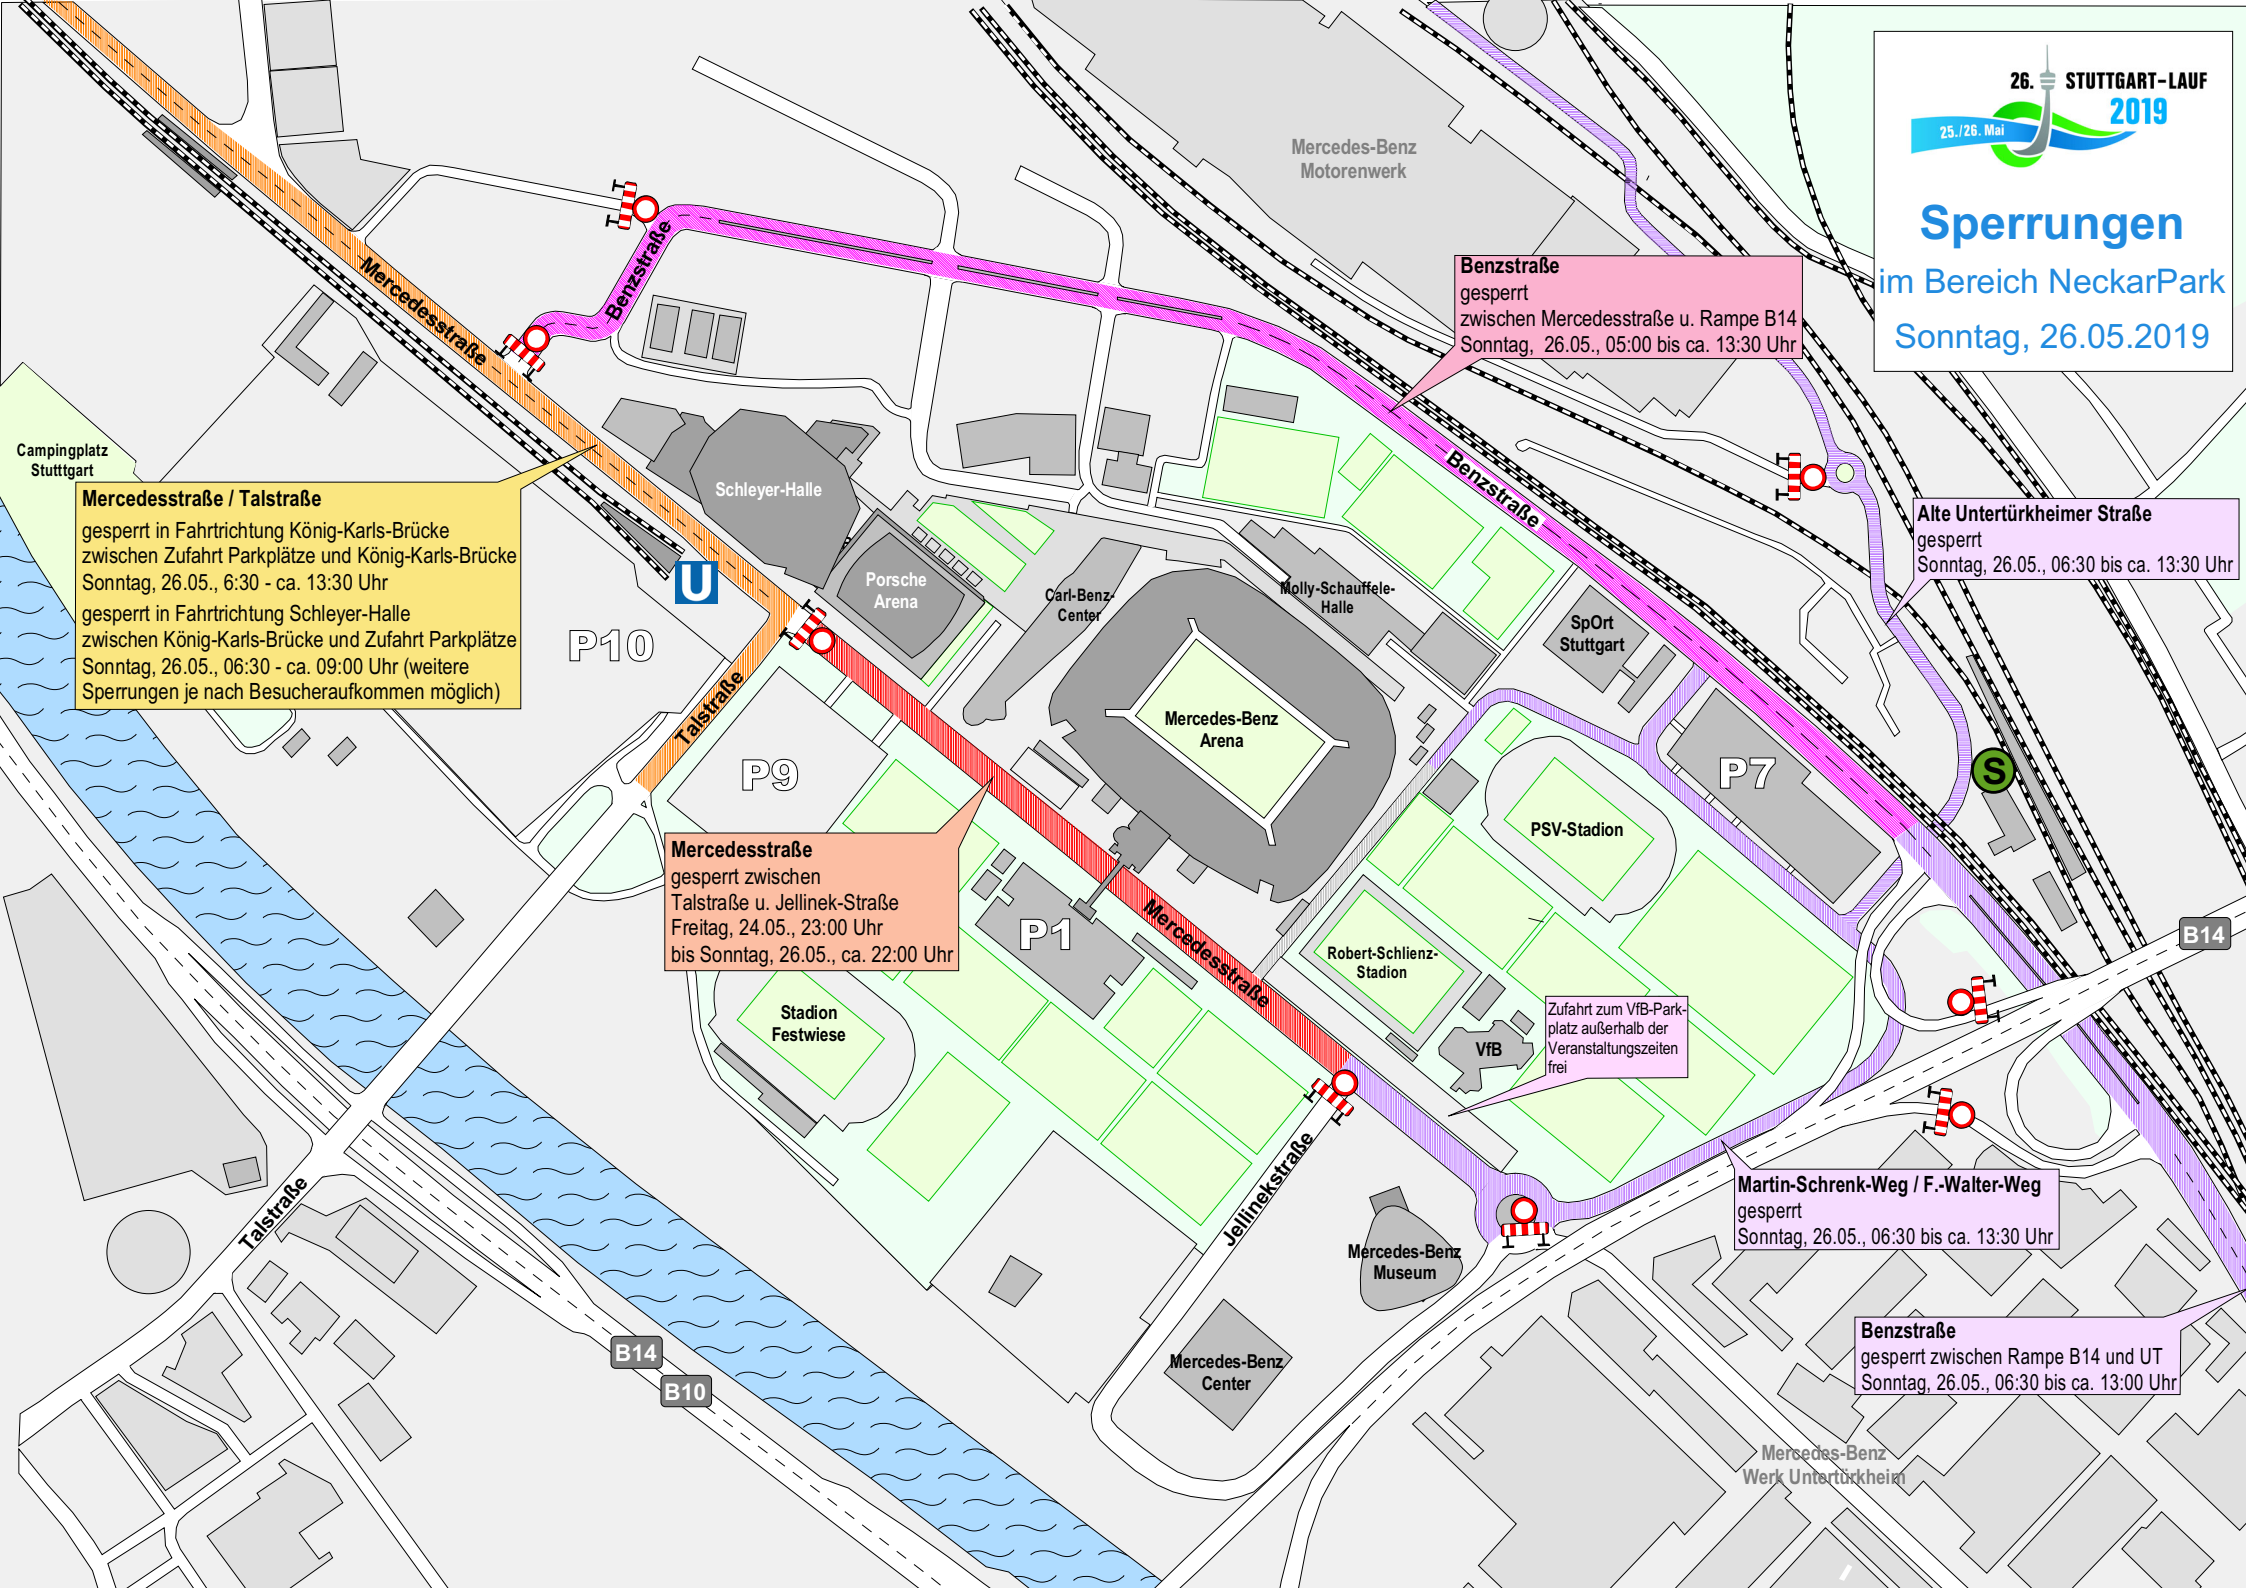 26. STUTTGART-LAUF
2019
25./26. Mai
Sperrungen
im Bereich NeckarPark
Sonntag, 26.05.2019
Mercedes-Benz
Motorenwerk
Benzstraße
gesperrt
zwischen Mercedesstraße u. Rampe B14
Sonntag, 26.05., 05:00 bis ca. 13:30 Uhr
Benzstraße
Mercedesstraße
Campingplatz
Stutttgart
Mercedesstraße / Talstraße
gesperrt in Fahrtrichtung König-Karls-Brücke
zwischen Zufahrt Parkplätze und König-Karls-Brücke
Sonntag, 26.05., 6:30 - ca. 13:30 Uhr
gesperrt in Fahrtrichtung Schleyer-Halle
zwischen König-Karls-Brücke und Zufahrt Parkplätze
Sonntag, 26.05., 06:30 - ca. 09:00 Uhr (weitere
Sperrungen je nach Besucheraufkommen möglich)
Schleyer-Halle
Benzstraße
Alte Untertürkheimer Straße
gesperrt
Sonntag, 26.05., 06:30 bis ca. 13:30 Uhr
U
Porsche
Arena
Carl-Benz-
Center
Molly-Schauffele-
Halle
SpOrt
Stuttgart
P10
Talstraße
Mercedes-Benz
Arena
P9
P7
S
PSV-Stadion
Mercedesstraße
gesperrt zwischen
Talstraße u. Jellinek-Straße
Freitag, 24.05., 23:00 Uhr
bis Sonntag, 26.05., ca. 22:00 Uhr
P1
Mercedesstraße
Robert-Schlienz-
Stadion
B14
Stadion
Festwiese
VfB
Zufahrt zum VfB-Park-
platz außerhalb der
Veranstaltungszeiten
frei
Jellinekstraße
Martin-Schrenk-Weg / F.-Walter-Weg
gesperrt
Sonntag, 26.05., 06:30 bis ca. 13:30 Uhr
Talstraße
Mercedes-Benz
Museum
Benzstraße
gesperrt zwischen Rampe B14 und UT
Sonntag, 26.05., 06:30 bis ca. 13:00 Uhr
B14
B10
Mercedes-Benz
Center
Mercedes-Benz
Werk Untertürkheim